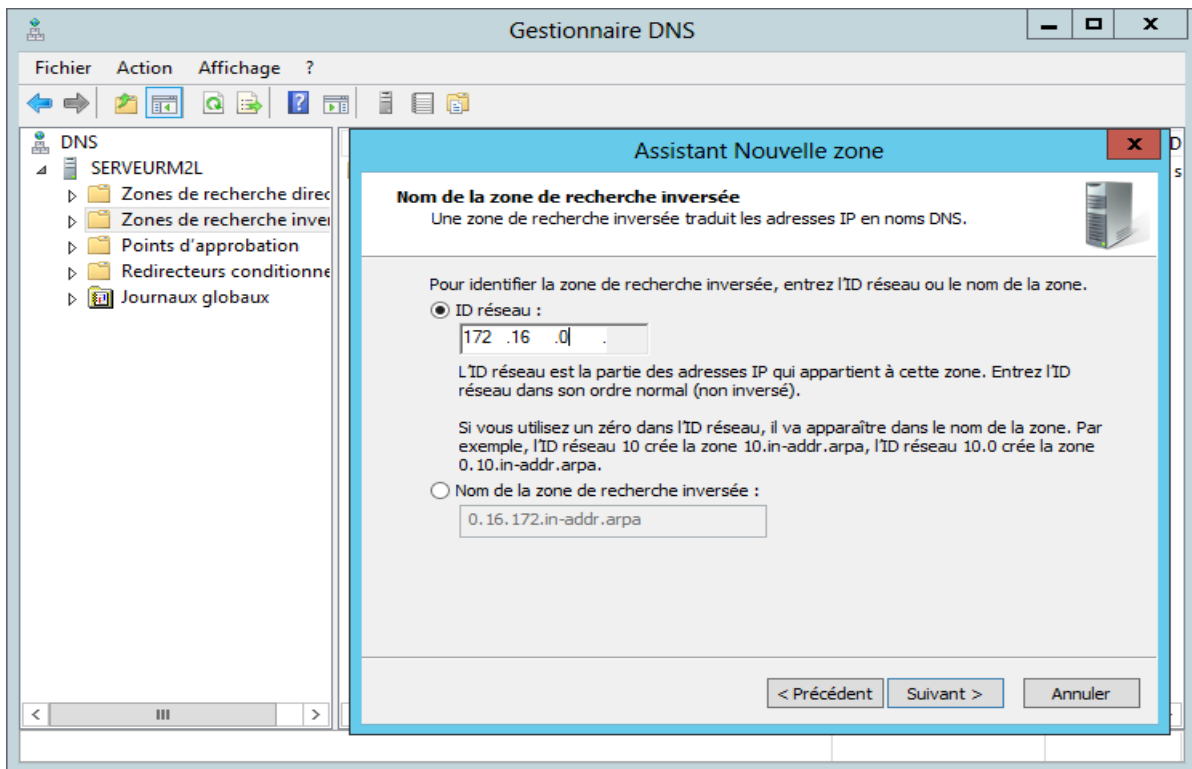 Gestionnaire DNS
Fichier Action Affichage ?
DNS
SERVEURM2L
Zones de recherche direc
Zones de recherche inver
Points d'approbation
Redirecteurs conditionne
Journaux globaux
D
s
Assistant Nouvelle zone
x
Nom de la zone de recherche inversée
Une zone de recherche inversée traduit les adresses IP en noms DNS.
Pour identifier la zone de recherche inversée, entrez l'ID réseau ou le nom de la zone.
ID réseau :
172 .16 .0 .
L'ID réseau est la partie des adresses IP qui appartient à cette zone. Entrez l'ID
réseau dans son ordre normal (non inversé).
Si vous utilisez un zéro dans l'ID réseau, il va apparaître dans le nom de la zone. Par
exemple, l'ID réseau 10 crée la zone 10.in-addr.arpa, l'ID réseau 10.0 crée la zone
0.10.in-addr.arpa.
Nom de la zone de recherche inversée :
0.16.172.in-addr.arpa
< Précédent Suivant > Annuler